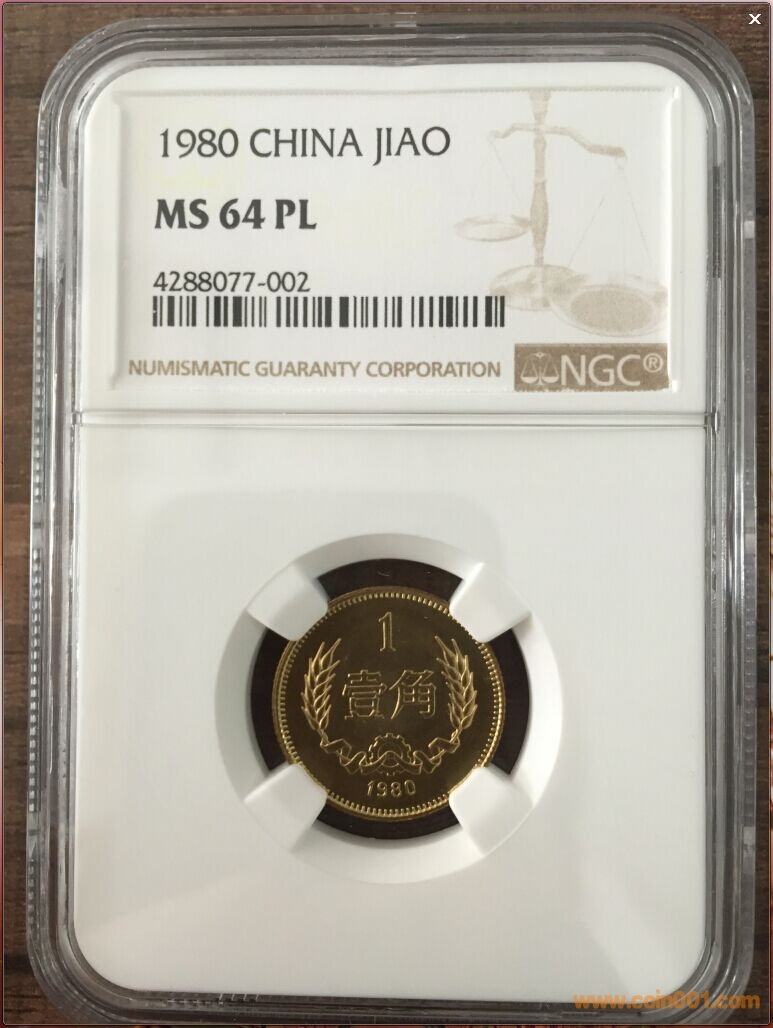 1980 CHINA JIAO
MS 64 PL
4288077-002
NUMISMATIC GUARANTY CORPORATION
NGC®
1
壹角
1980
www.coin001.com